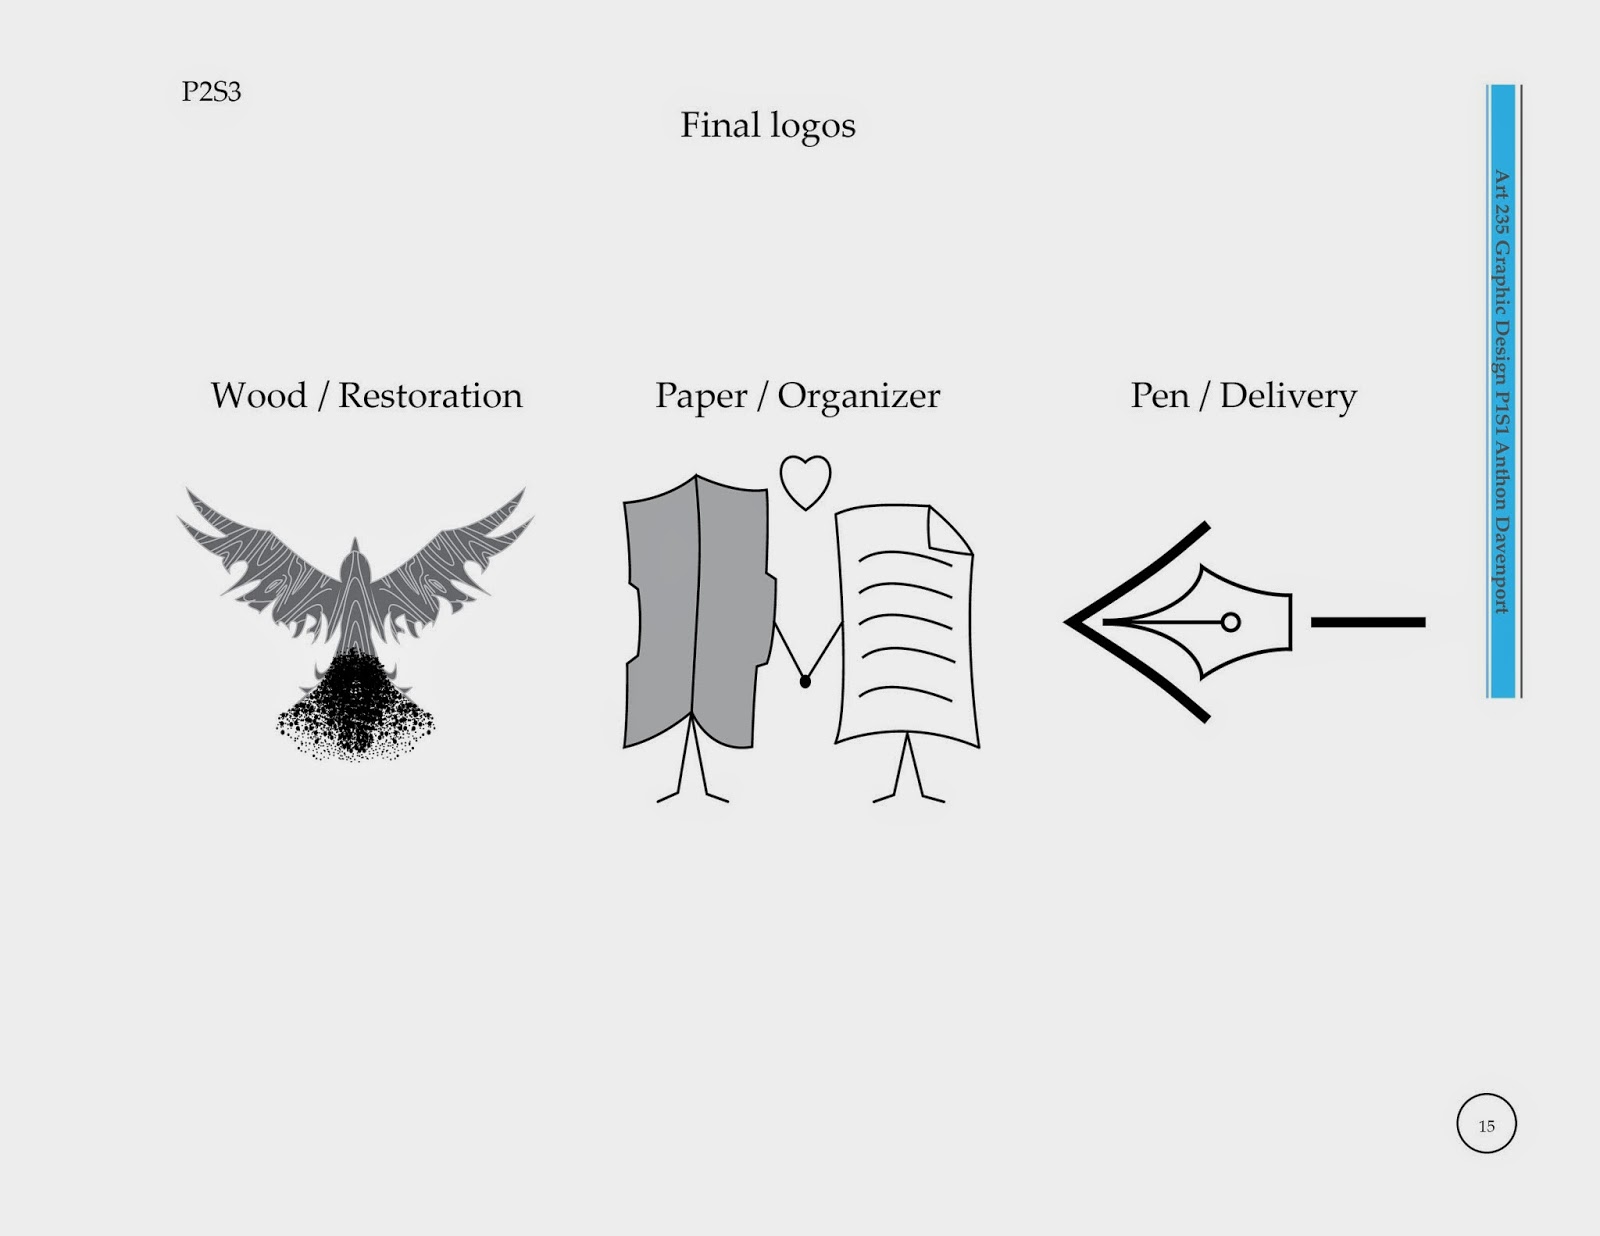 P2S3
Final logos
Wood / Restoration
Paper / Organizer
Pen / Delivery
Art 235 Graphic Design P1S1 Anthon Davenport
15